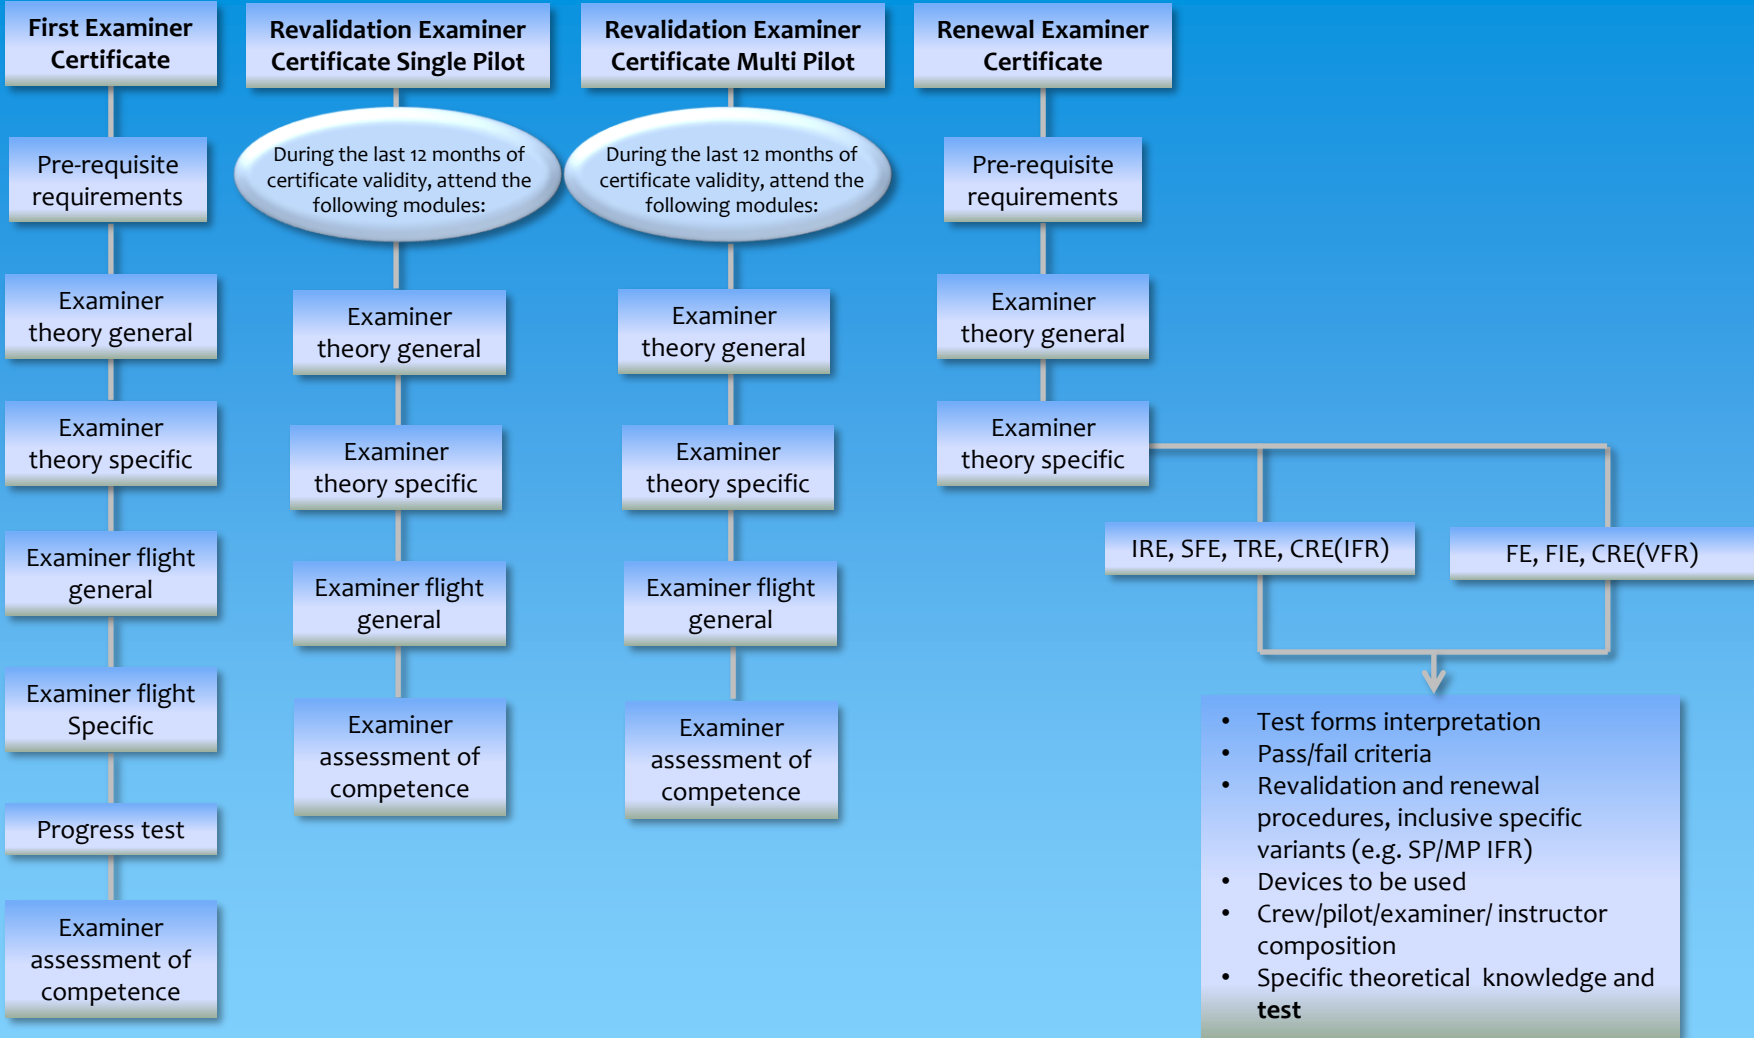 First Examiner
Certificate
Pre-requisite
requirements
Examiner
theory general
Examiner
theory specific
Examiner flight
general
Examiner flight
Specific
Progress test
Examiner
assessment of
competence
Revalidation Examiner
Certificate Single Pilot
During the last 12 months of
certificate validity, attend the
following modules:
Examiner
theory general
Examiner
theory specific
Examiner flight
general
Examiner
assessment of
competence
Revalidation Examiner
Certificate Multi Pilot
During the last 12 months of
certificate validity, attend the
following modules:
Examiner
theory general
Examiner
theory specific
Examiner flight
general
Examiner
assessment of
competence
Renewal Examiner
Certificate
Pre-requisite
requirements
Examiner
theory general
Examiner
theory specific
IRE, SFE, TRE, CRE(IFR)
FE, FIE, CRE(VFR)
• Test forms interpretation
• Pass/fail criteria
• Revalidation and renewal
procedures, inclusive specific
variants (e.g. SP/MP IFR)
• Devices to be used
• Crew/pilot/examiner/ instructor
composition
• Specific theoretical knowledge and
test